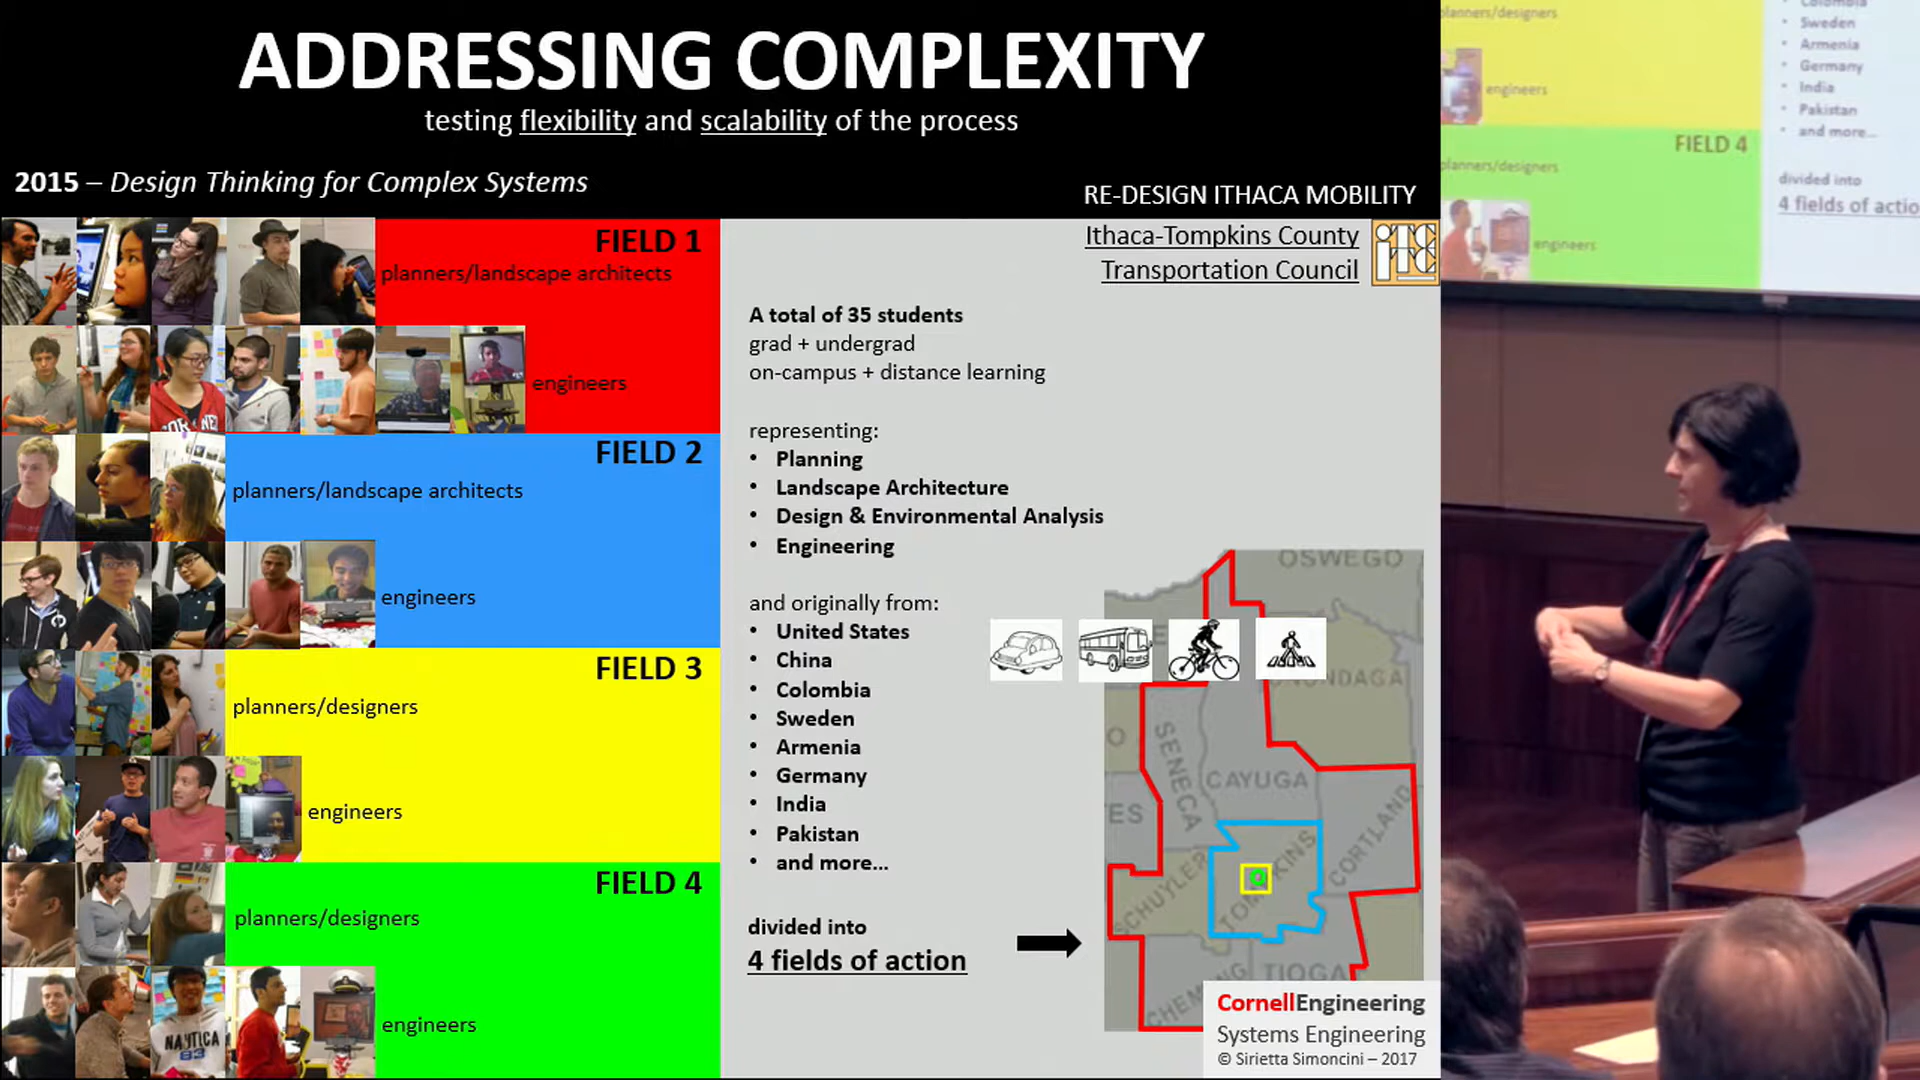 ADDRESSING COMPLEXITY
testing flexibility and scalability of the process
2015 – Design Thinking for Complex Systems
RE-DESIGN ITHACA MOBILITY
FIELD 1
planners/landscape architects
engineers
FIELD 2
planners/landscape architects
engineers
FIELD 3
planners/designers
engineers
FIELD 4
planners/designers
engineers
Ithaca-Tompkins County
Transportation Council
A total of 35 students
grad + undergrad
on-campus + distance learning
representing:
• Planning
• Landscape Architecture
• Design & Environmental Analysis
• Engineering
and originally from:
• United States
• China
• Colombia
• Sweden
• Armenia
• Germany
• India
• Pakistan
• and more...
divided into
4 fields of action
OSWEGO
SENECA
CAYUGA
CORTLAND
SCHUYLER
TIOGA
CornellEngineering
Systems Engineering
© Sirietta Simoncini – 2017
NAUTICA
83
planners/designers
engineers
FIELD 4
planners/designers
engineers
Colombia
• Sweden
• Armenia
• Germany
• India
• Pakistan
• and more...
divided into
4 fields of actio